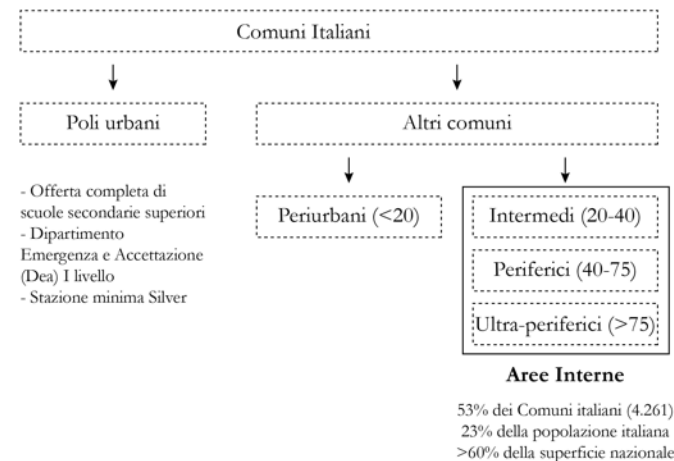 Comuni Italiani
Poli urbani
Altri comuni
- Offerta completa di
scuole secondarie superiori
- Dipartimento
Emergenza e Accettazione
(Dea) I livello
- Stazione minima Silver
Periurbani (<20)
Intermedi (20-40)
Periferici (40-75)
Ultra-periferici (>75)
Aree Interne
53% dei Comuni italiani (4.261)
23% della popolazione italiana
>60% della superficie nazionale